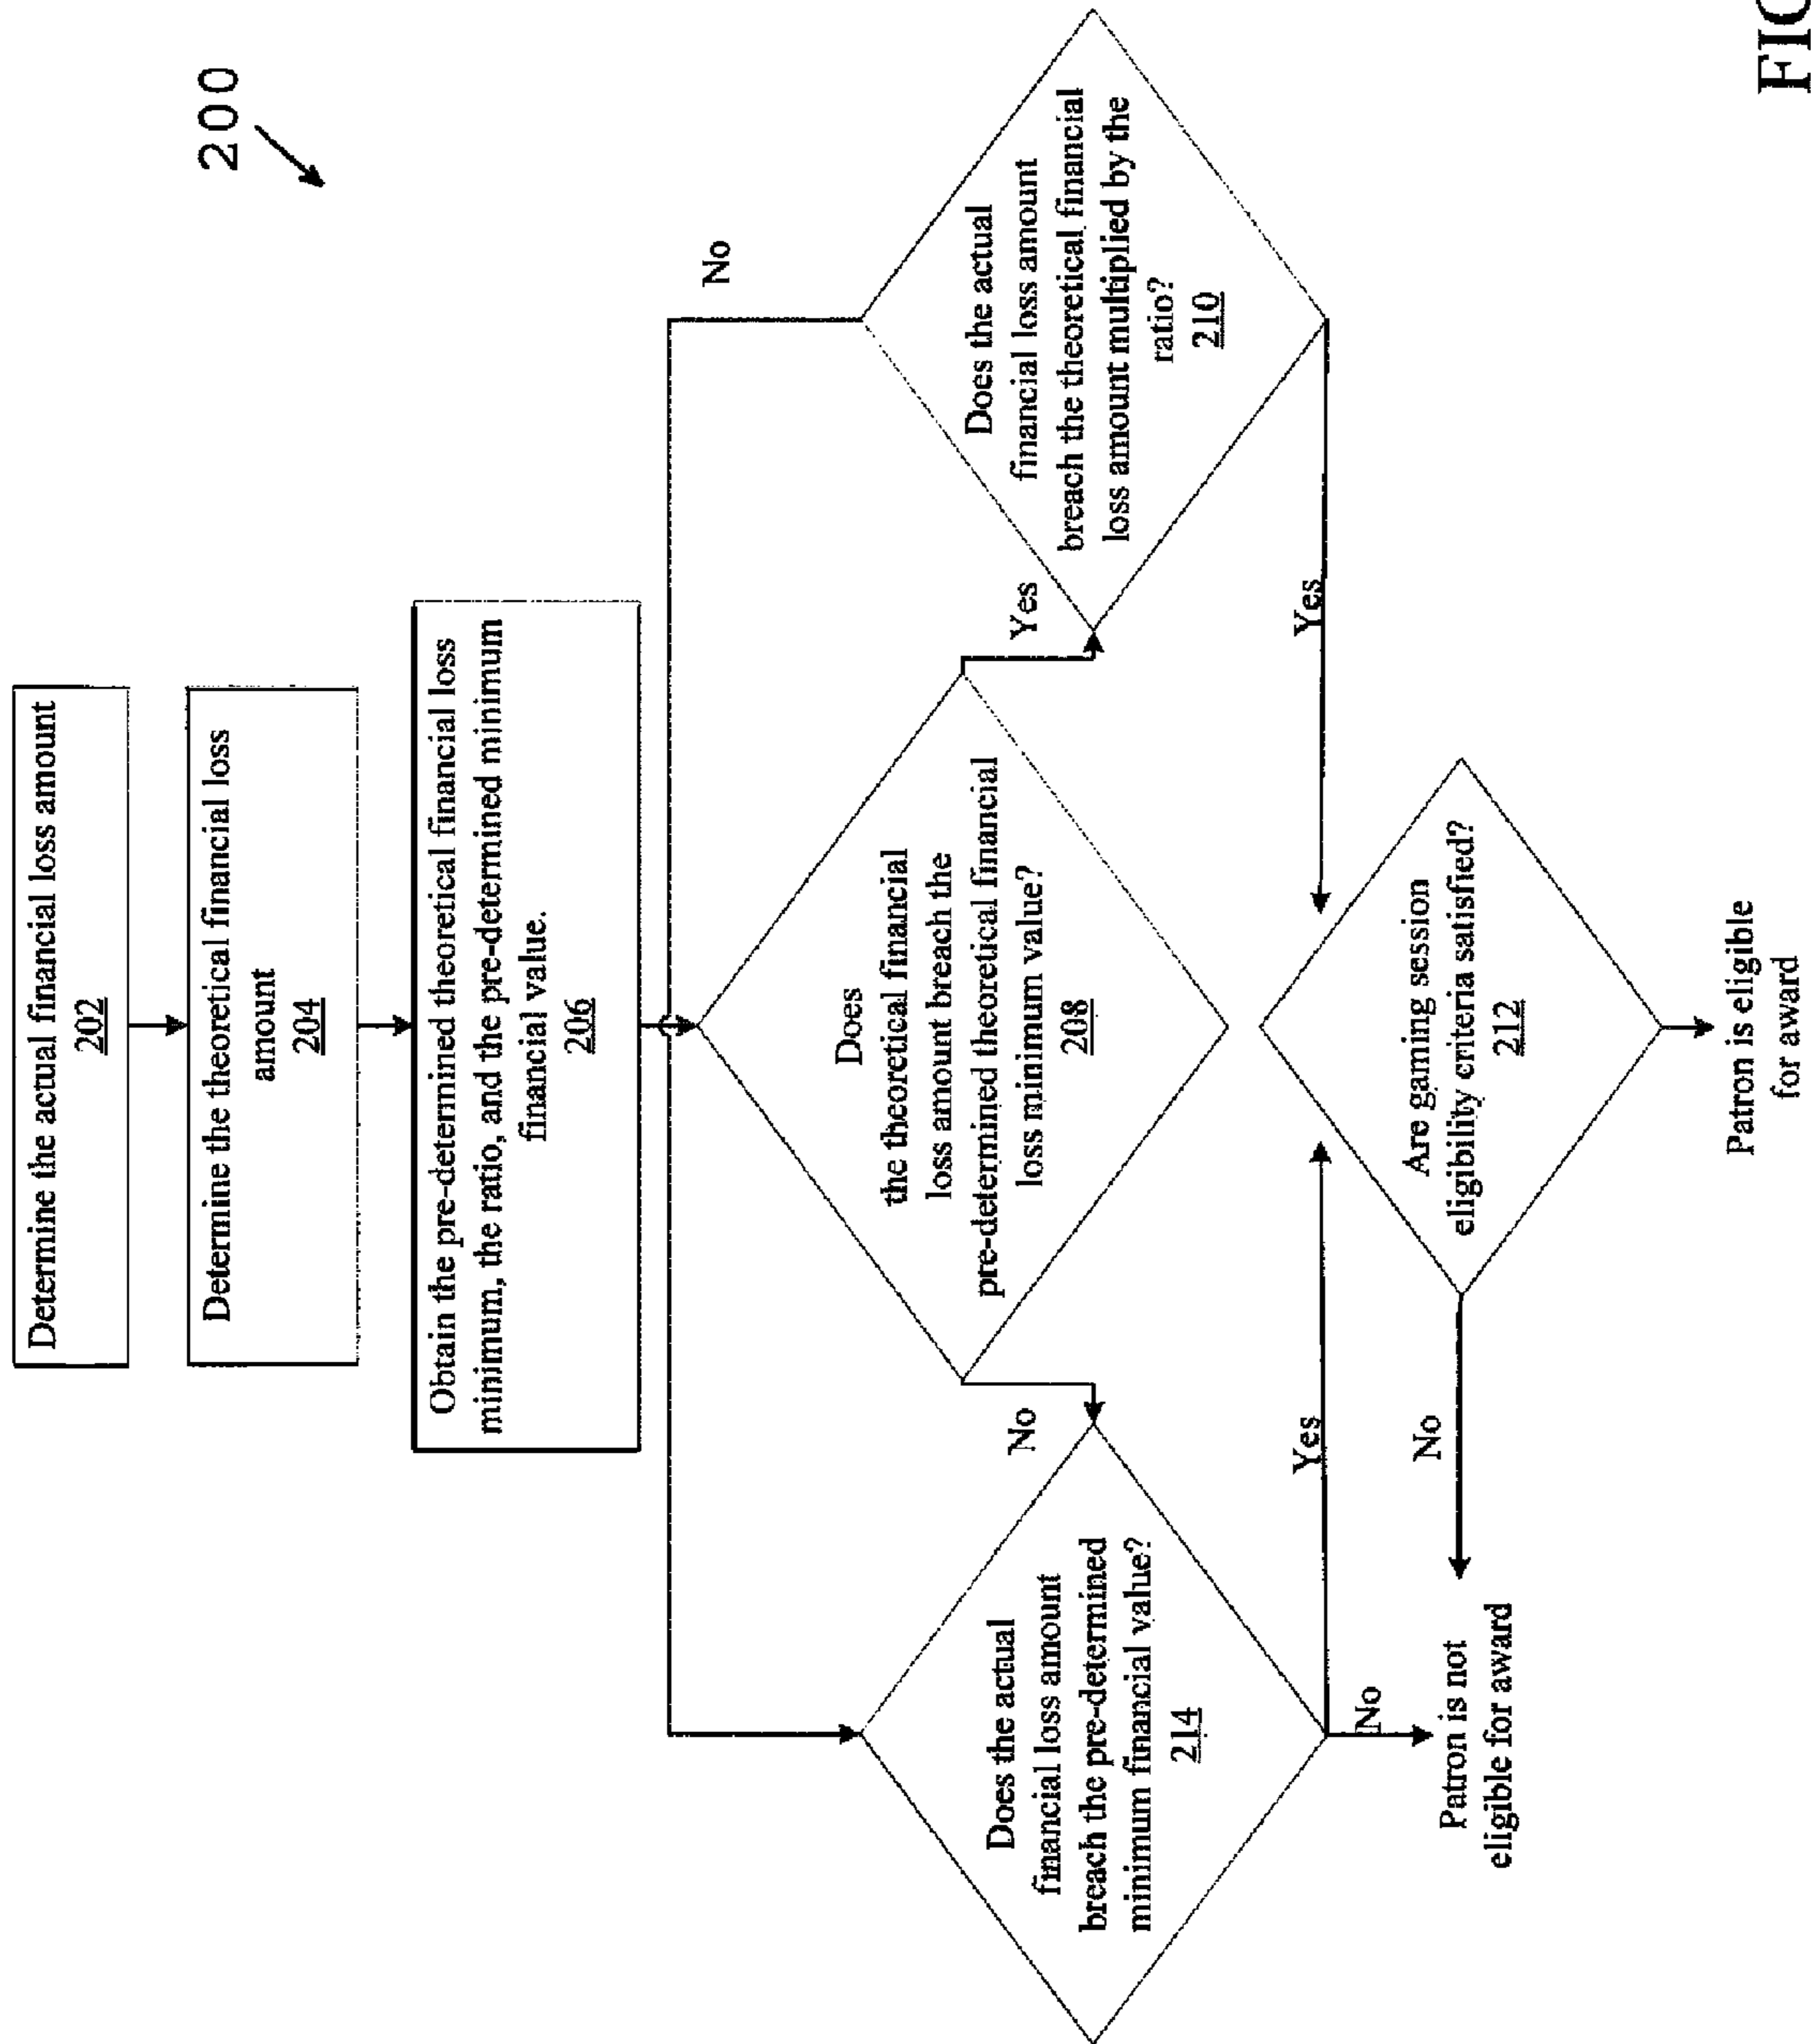 200
Determine the actual financial loss amount
202
Determine the theoretical financial loss
amount
204
Obtain the pre-determined theoretical financial loss
minimum, the ratio, and the pre-determined minimum
financial value.
206
Does
the theoretical financial
loss amount breach the
pre-determined theoretical financial
loss minimum value?
208
No
Yes
No
Does the actual
financial loss amount
breach the pre-determined
minimum financial value?
214
Does the actual
financial loss amount
breach the theoretical financial
loss amount multiplied by the
ratio?
210
Yes
Yes
No
Are gaming session
eligibility criteria satisfied?
212
No
Patron is not
eligible for award
Patron is eligible
for award